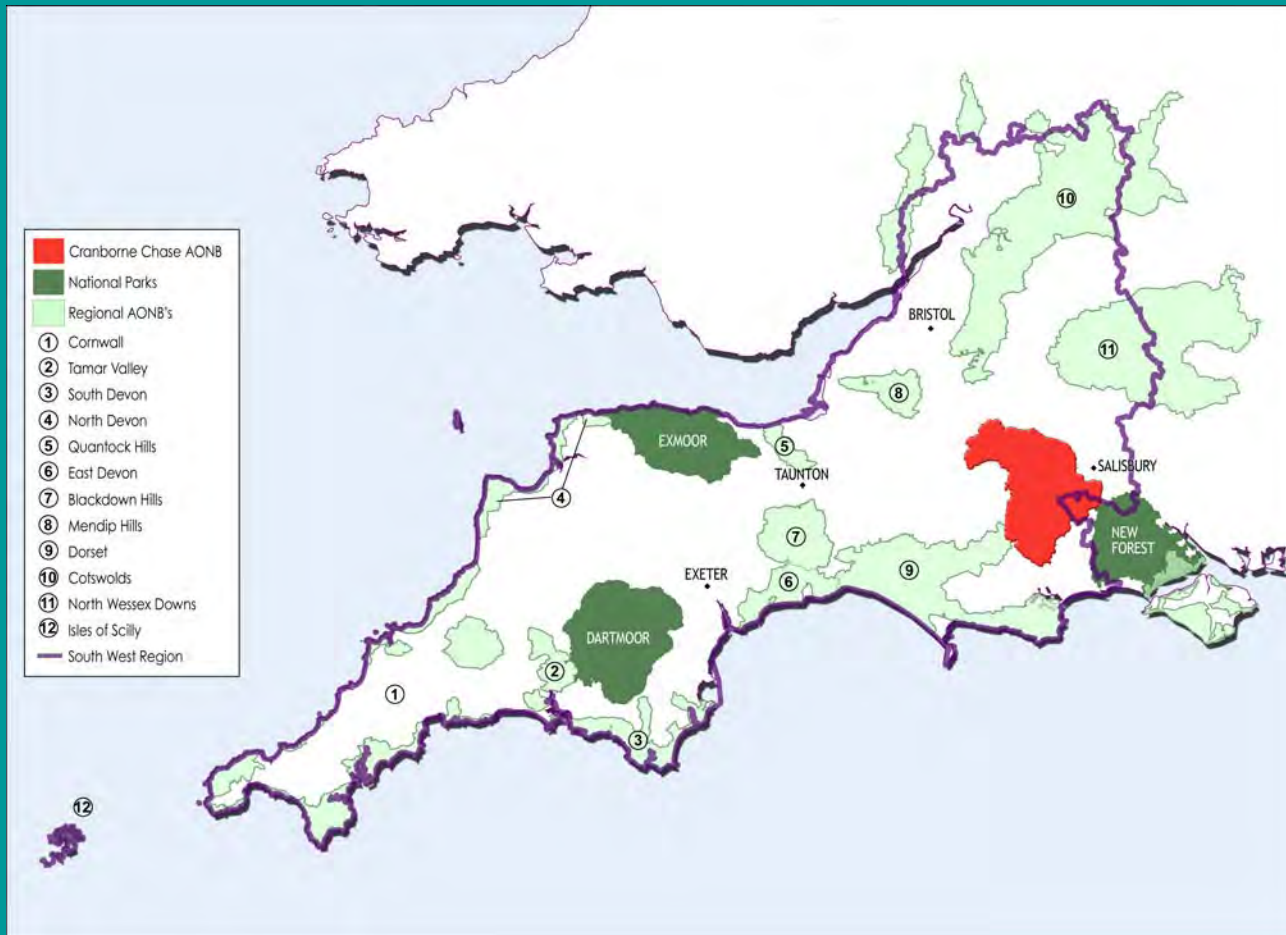 Cranborne Chase AONB
National Parks
Regional AONB's
1 Cornwall
2 Tamar Valley
3 South Devon
4 North Devon
5 Quantock Hills
6 East Devon
7 Blackdown Hills
8 Mendip Hills
9 Dorset
10 Cotswolds
11 North Wessex Downs
12 Isles of Scilly
South West Region
10
BRISTOL
11
8
EXMOOR
5
SALISBURY
TAUNTON
4
7
NEW
FOREST
9
EXETER
6
DARTMOOR
2
1
3
12